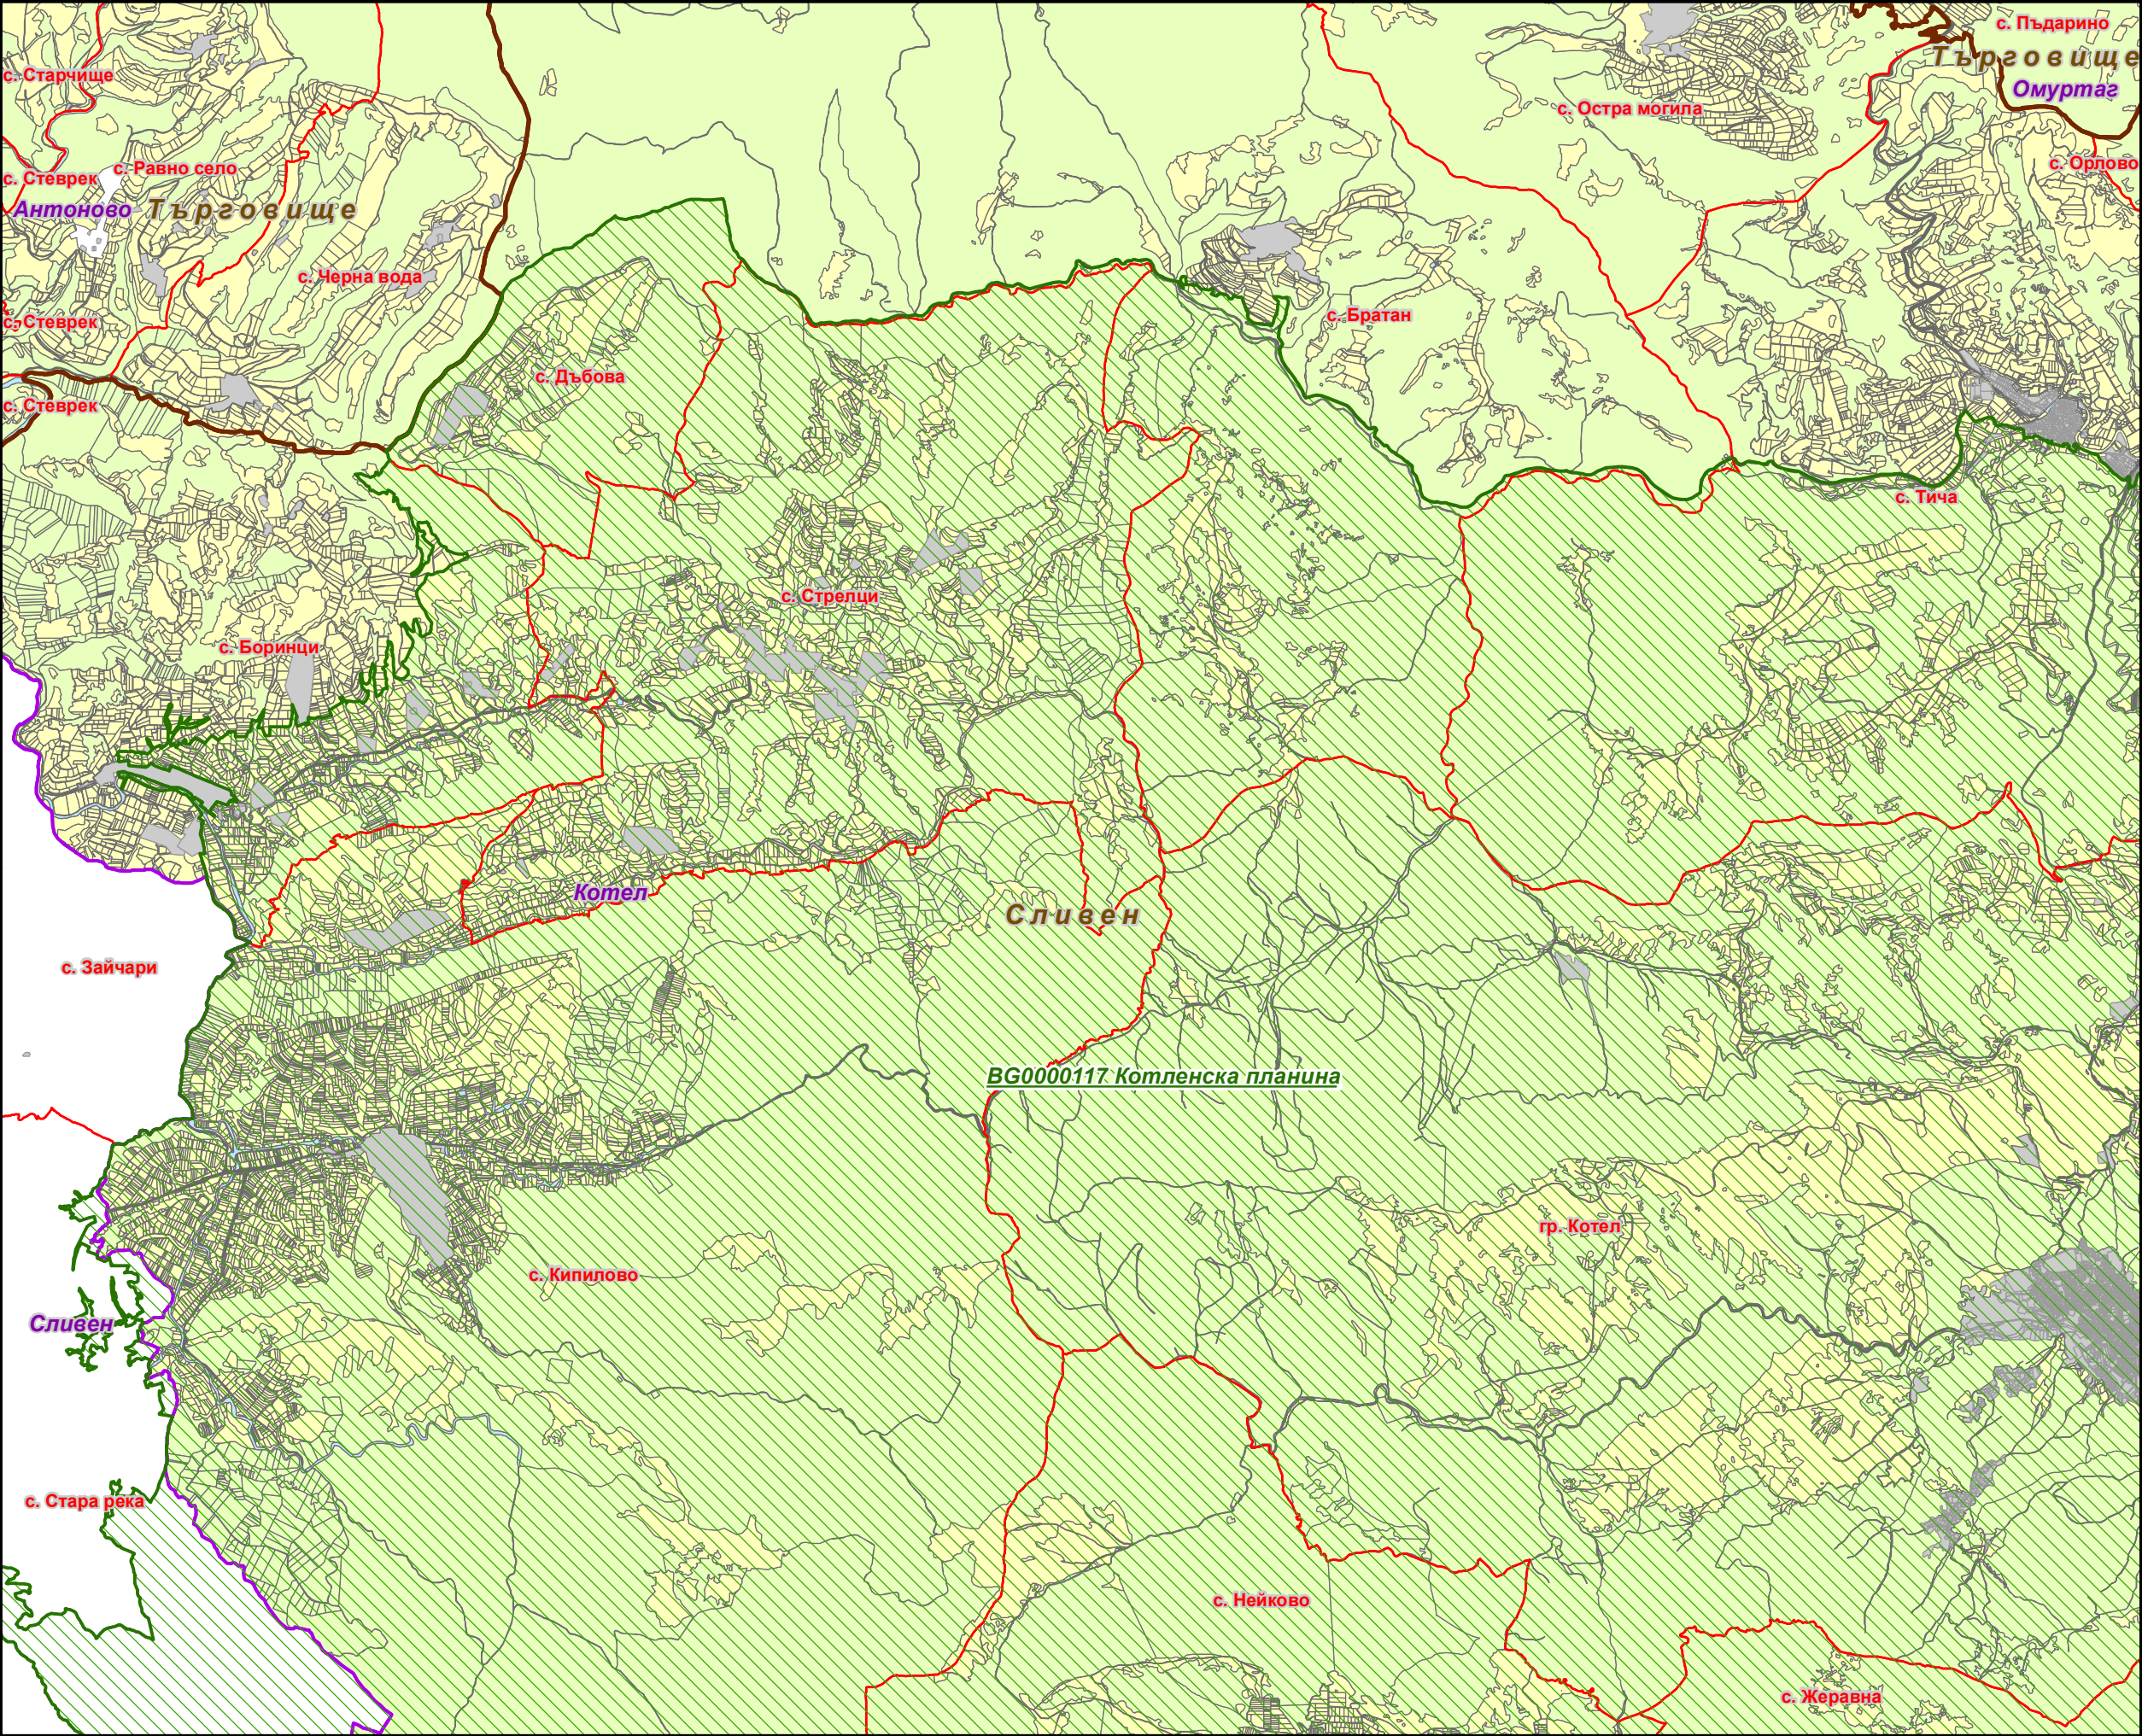 с. Пъдарино
Търговище
с. Старчище
Омуртаг
с. Остра могила
с. Орлово
с. Равно село
с. Стеврек
Антоново
Търговище
с. Черна вода
с. Братан
с. Стеврек
с. Дъбова
с. Стеврек
с. Тича
с. Стрелци
с. Боринци
Котел
Сливен
с. Зайчари
BG0000117 Котленска планина
гр. Котел
с. Кипилово
Сливен
с. Стара река
с. Нейково
с. Жеравна